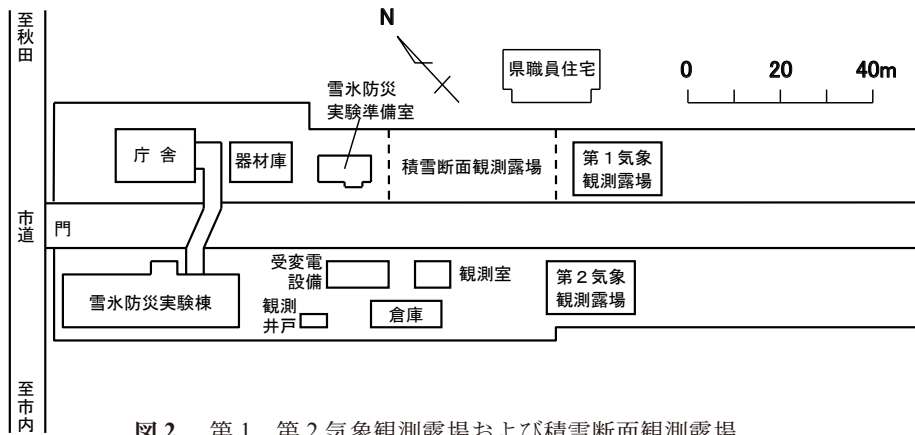 至秋田
N
県職員住宅
0 20 40m
雪氷防災
実験準備室
庁 舎
器材庫
積雪断面観測露場
第1気象
観測露場
市道
門
受変電
設備
観測室
第2気象
観測露場
雪氷防災実験棟
観測
井戸
倉庫
至市内
図2 第1，第2気象観測露場および積雪断面観測露場